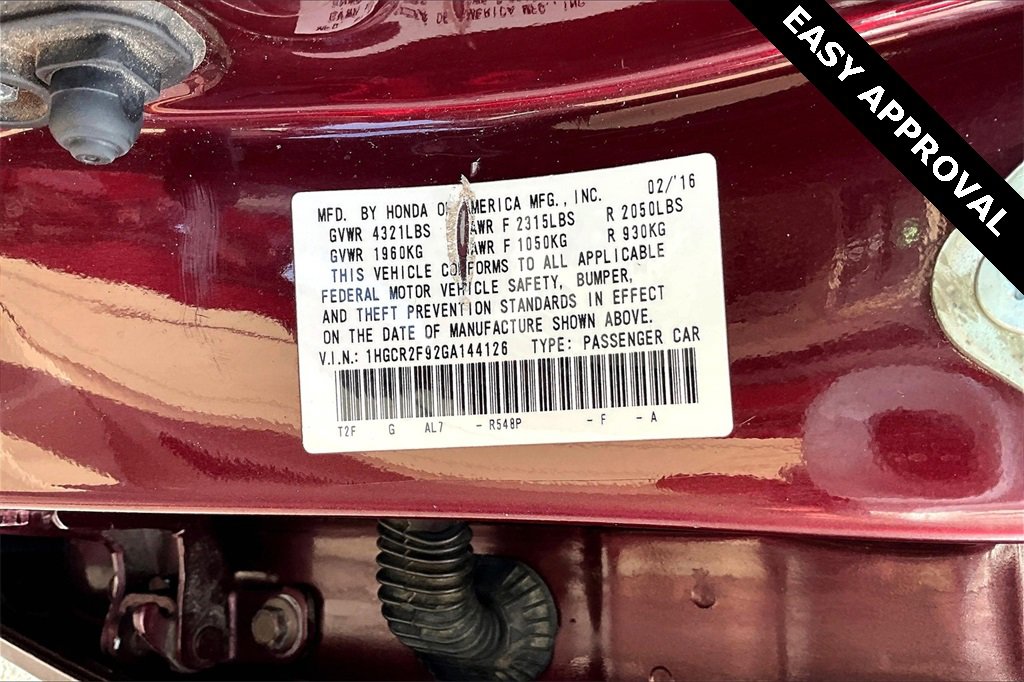 EASY APPROVAL
MFD. BY HONDA OF AMERICA MFG., INC. 02/'16
GVWR 4321LBS GAWR F 2315LBS R 2050LBS
GVWR 1960KG GAWR F 1050KG R 930KG
THIS VEHICLE CONFORMS TO ALL APPLICABLE
FEDERAL MOTOR VEHICLE SAFETY, BUMPER,
AND THEFT PREVENTION STANDARDS IN EFFECT
ON THE DATE OF MANUFACTURE SHOWN ABOVE.
V.I.N.: 1HGCR2F92GA144126 TYPE: PASSENGER CAR
T2F G AL7 - R548P - F - A